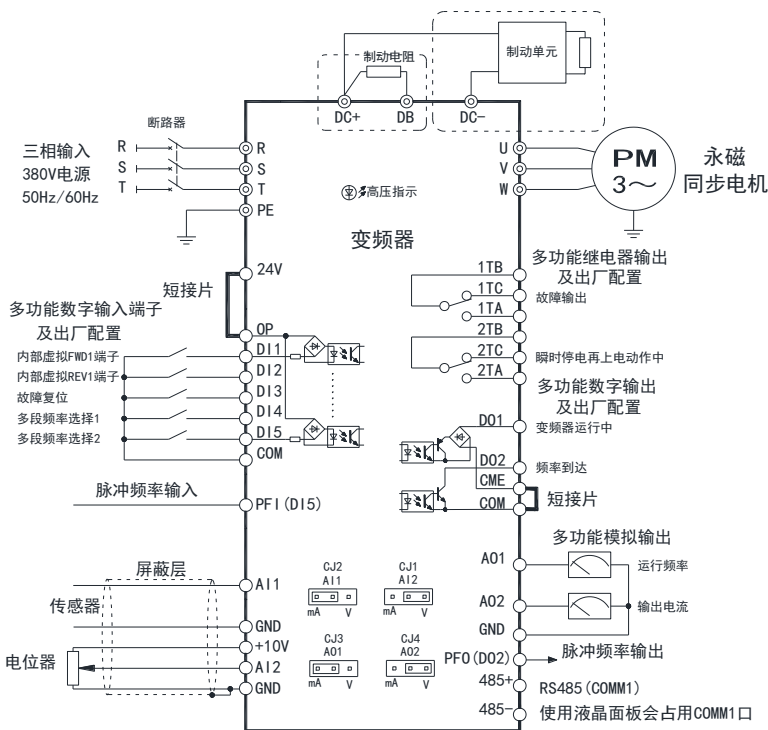 制动单元
制动电阻
DC+
DB
DC-
断路器
三相输入
380V电源
50Hz/60Hz
R
S
T
R
S
T
PE
高压指示
变频器
U
V
W
PM
3～
永磁
同步电机
24V
短接片
OP
多功能数字输入端子
及出厂配置
内部虚拟FWD1端子
内部虚拟REV1端子
故障复位
多段频率选择1
多段频率选择2
DI1
DI2
DI3
DI4
DI5
COM
脉冲频率输入
PFI(DI5)
1TB
1TC
1TA
2TB
2TC
2TA
多功能继电器输出
及出厂配置
故障输出
瞬时停电再上电动作中
多功能数字输出
及出厂配置
DO1
变频器运行中
DO2
频率到达
CME
COM
短接片
多功能模拟输出
AO1
运行频率
AO2
输出电流
GND
PFO(DO2)
脉冲频率输出
485+
RS485(COMM1)
485-
使用液晶面板会占用COMM1口
屏蔽层
传感器
电位器
AI1
GND
+10V
AI2
GND
CJ2
AI1
mA V
CJ1
AI2
mA V
CJ3
AO1
mA V
CJ4
AO2
mA V